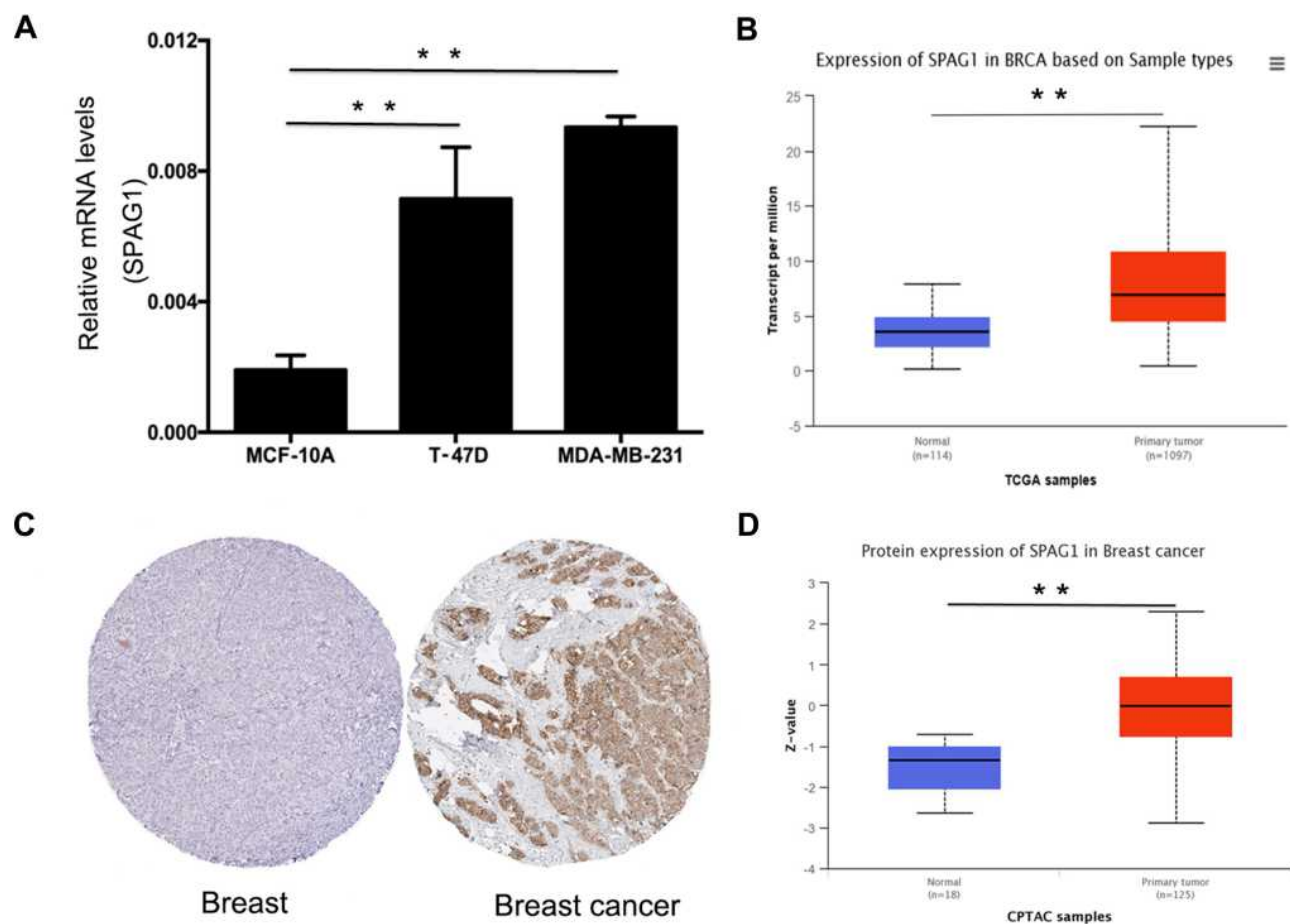 A
Relative mRNA levels
(SPAG1)
0.012
0.008
0.004
0.000
* *
* *
MCF-10A T-47D MDA-MB-231
B
Expression of SPAG1 in BRCA based on Sample types
* *
Transcript per million
25
20
15
10
5
0
-5
Normal
(n=114)
Primary tumor
(n=1097)
TCGA samples
C
Breast
Breast cancer
D
Protein expression of SPAG1 in Breast cancer
* *
Z-value
3
2
1
0
-1
-2
-3
-4
Normal
(n=18)
Primary tumor
(n=125)
CPTAC samples